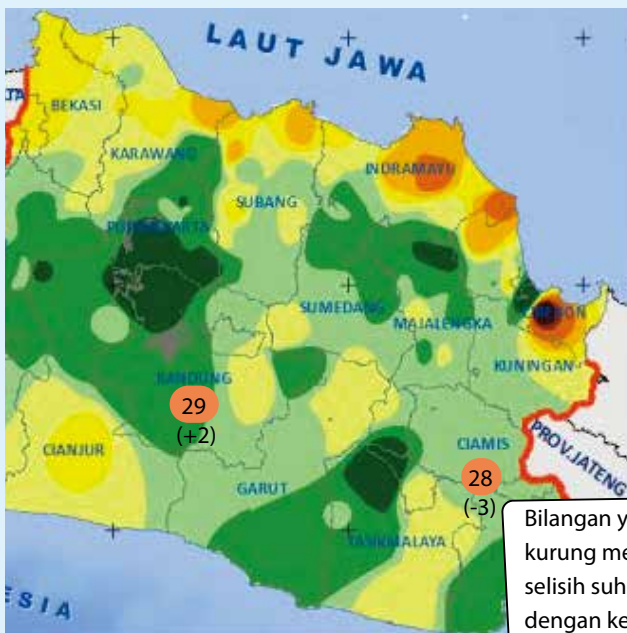 LAUT JAWA
BEKASI
KARAWANG
INDRAMAYU
SUBANG
PURWAKARTA
SUMEDANG
MAJALENGKA
CIREBON
KUNINGAN
BANDUNG
29
(+2)
CIANJUR
CIAMIS
28
(-3)
PROV.JATENG
GARUT
TASIKMALAYA
Bilangan y
kurung me
selisih suh
dengan ke
ESIA